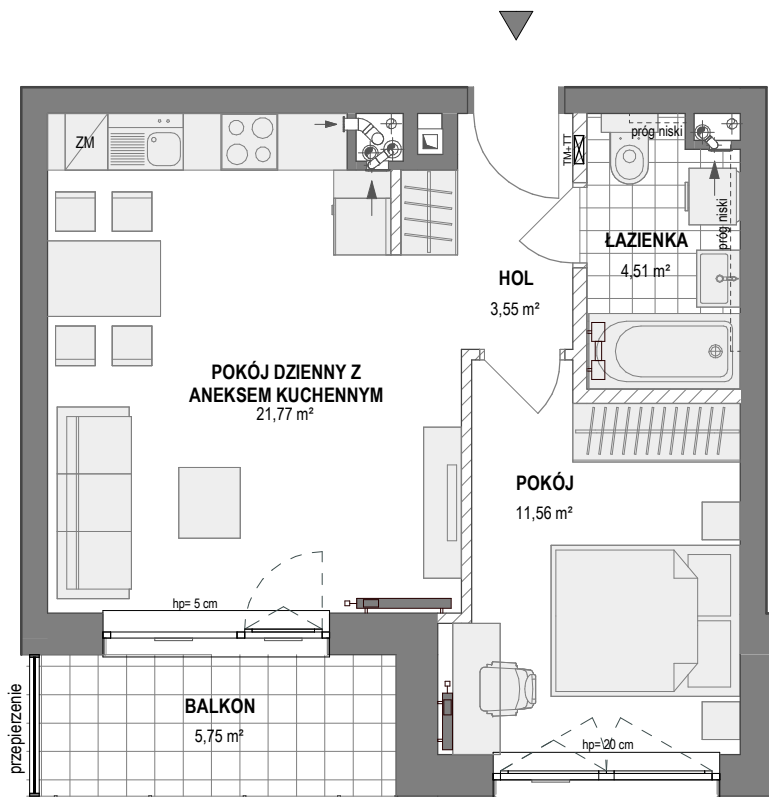 ZM
TM+TT
próg niski
próg niski
ŁAZIENKA
4,51 m²
HOL
3,55 m²
POKÓJ DZIENNY Z
ANEKSEM KUCHENNYM
21,77 m²
POKÓJ
11,56 m²
hp= 5 cm
BALKON
5,75 m²
przepierzenie
hp= 20 cm